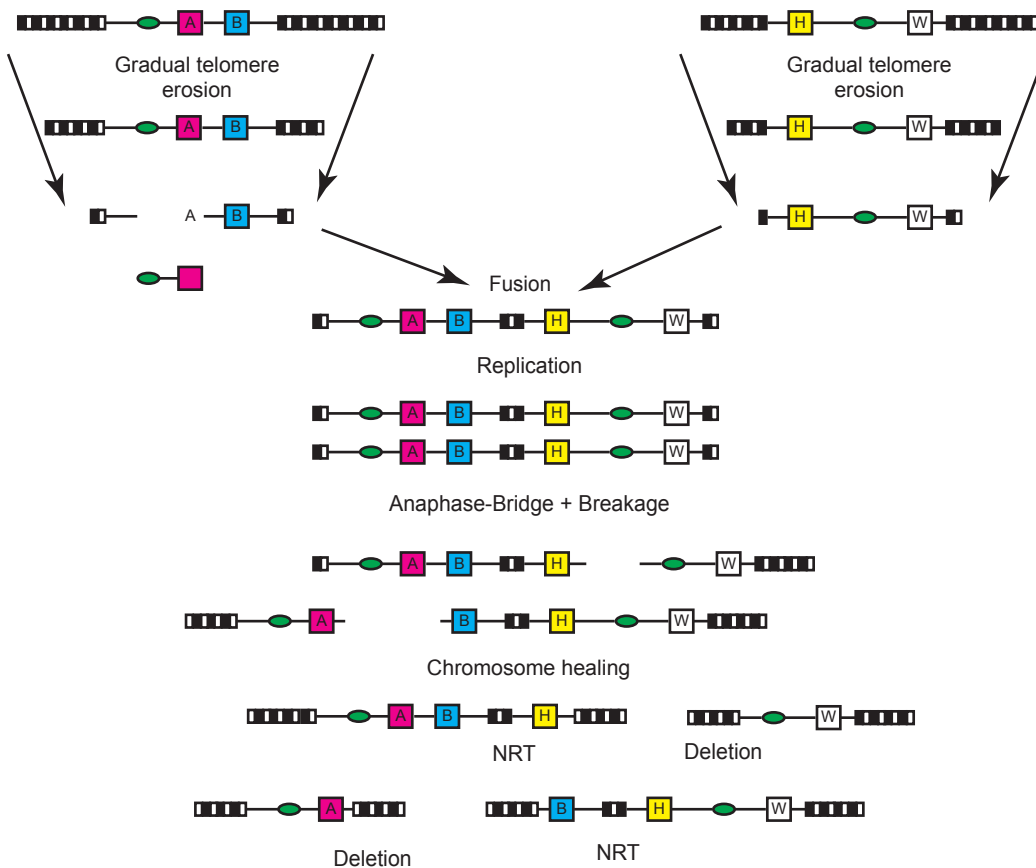 A B H W
Gradual telomere
erosion
Gradual telomere
erosion
A B H W
A B H W
Fusion
A B H W
Replication
A B H W
A B H W
Anaphase-Bridge + Breakage
A B H W
A B H W
Chromosome healing
A B H W
NRT Deletion
A B H W
Deletion NRT